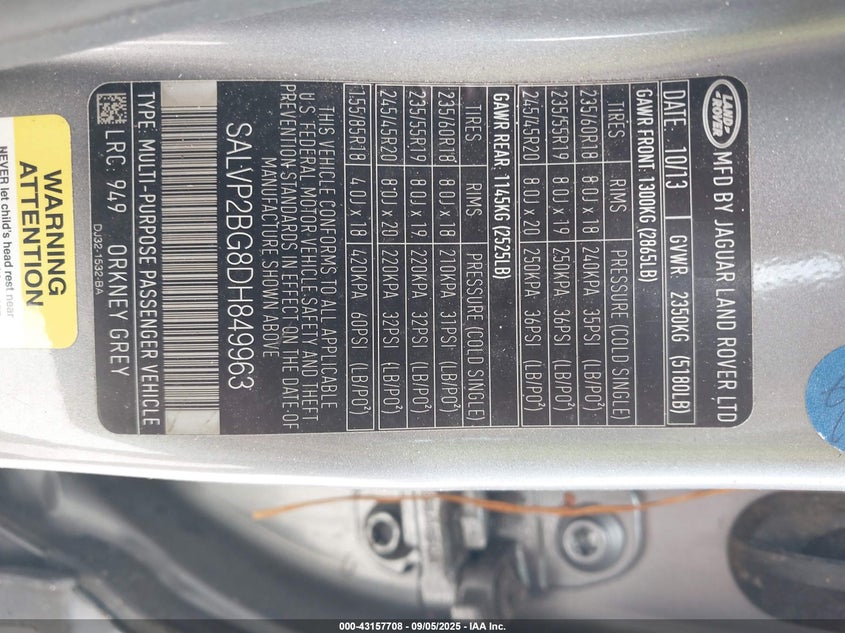 LAND
ROVER
MFD BY JAGUAR LAND ROVER LTD
DATE: 10/13 GVWR: 2350KG (5180LB)
GAWR FRONT: 1300KG (2865LB)
TIRES RIMS PRESSURE (COLD SINGLE)
235/60R18 8.0J x 18 240KPA 35PSI (LB/PO²)
235/55R19 8.0J x 19 250KPA 36PSI (LB/PO²)
245/45R20 8.0J x 20 250KPA 36PSI (LB/PO²)
GAWR REAR: 1145KG (2525LB)
TIRES RIMS PRESSURE (COLD SINGLE)
235/60R18 8.0J x 18 210KPA 31PSI (LB/PO²)
235/55R19 8.0J x 19 220KPA 32PSI (LB/PO²)
245/45R20 8.0J x 20 220KPA 32PSI (LB/PO²)
155/85R18 4.0J x 18 420KPA 60PSI (LB/PO²)
THIS VEHICLE CONFORMS TO ALL APPLICABLE
U.S. FEDERAL MOTOR VEHICLE SAFETY AND THEFT
PREVENTION STANDARDS IN EFFECT ON THE DATE OF
MANUFACTURE SHOWN ABOVE
SALVP2BG8DH849963
TYPE: MULTI-PURPOSE PASSENGER VEHICLE
LRC: 949 ORKNEY GREY
DJ32-1532-BA
WARNING
ATTENTION
NEVER let child's head rest near
000-43157708 - 09/05/2025 - IAA Inc.